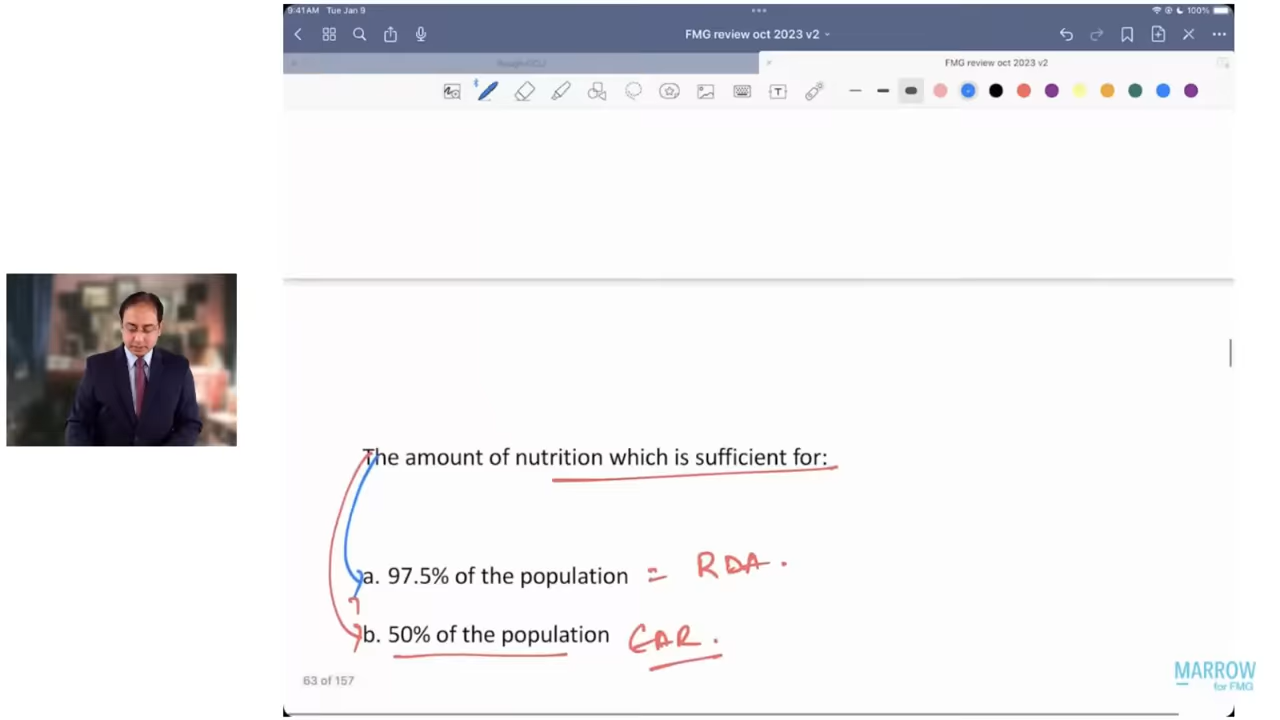 9:41AM Tue Jan 9
100%
FMG review oct 2023 v2
FMG review oct 2023 v2
T
The amount of nutrition which is sufficient for:
a. 97.5% of the population = RDA.
b. 50% of the population EAR.
63 of 157
MARROW
for FMG